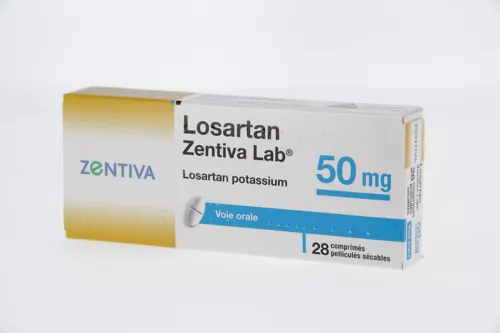 Losartan
Zentiva Lab®
ZENTIVA
Losartan potassium
50 mg
Voie orale
28 comprimés
pelliculés sécables